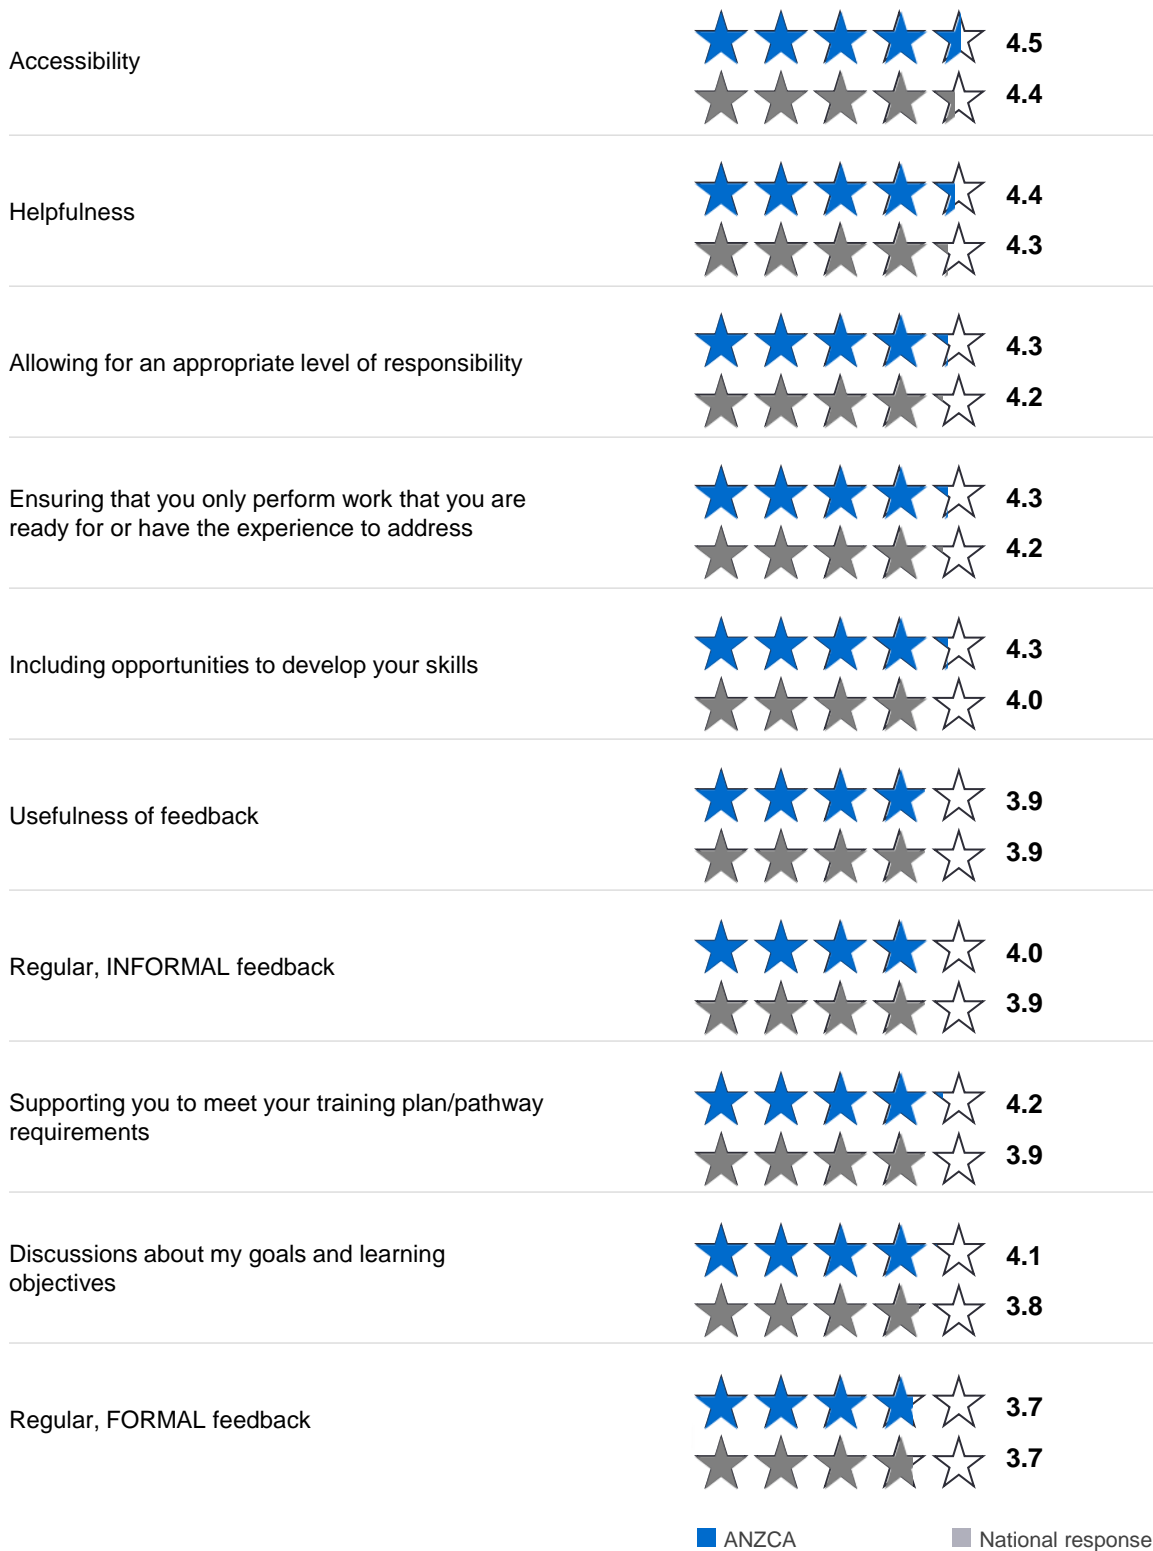 Accessibility
4.5
4.4
Helpfulness
4.4
4.3
Allowing for an appropriate level of responsibility
4.3
4.2
Ensuring that you only perform work that you are
ready for or have the experience to address
4.3
4.2
Including opportunities to develop your skills
4.3
4.0
Usefulness of feedback
3.9
3.9
Regular, INFORMAL feedback
4.0
3.9
Supporting you to meet your training plan/pathway
requirements
4.2
3.9
Discussions about my goals and learning
objectives
4.1
3.8
Regular, FORMAL feedback
3.7
3.7
ANZCA
National response